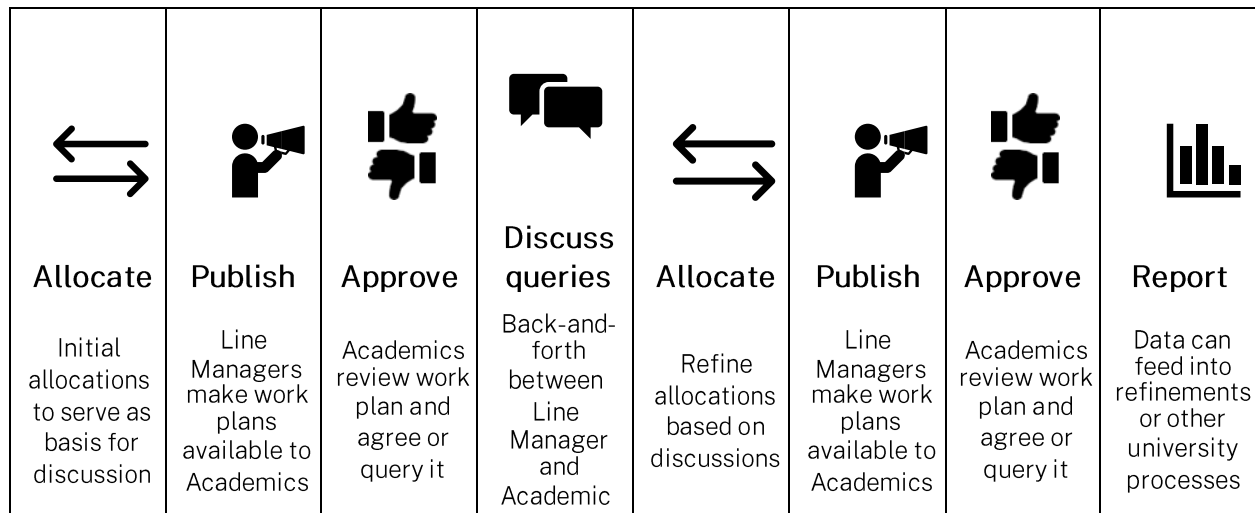 Allocate
Initial
allocations
to serve as
basis for
discussion
Publish
Line
Managers
make work
plans
available to
Academics
Approve
Academics
review work
plan and
agree or
query it
Discuss
queries
Back-and-
forth
between
Line
Manager
and
Academic
Allocate
Refine
allocations
based on
discussions
Publish
Line
Managers
make work
plans
available to
Academics
Approve
Academics
review work
plan and
agree or
query it
Report
Data can
feed into
refinements
or other
university
processes